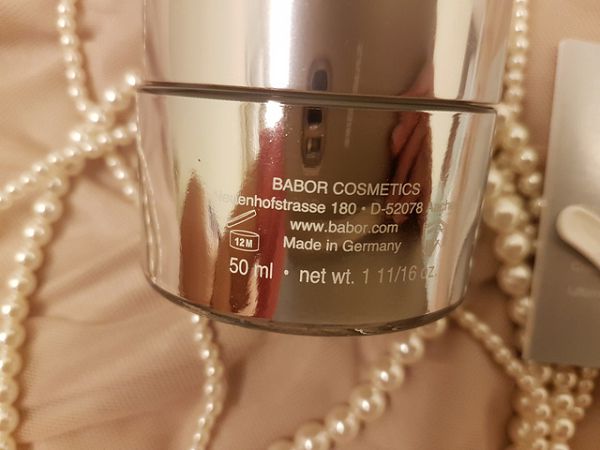 BABOR COSMETICS
Neuenhofstrasse 180 • D-52078
www.babor.com
12M
Made in Germany
50 ml • net wt. 1 11/16 oz